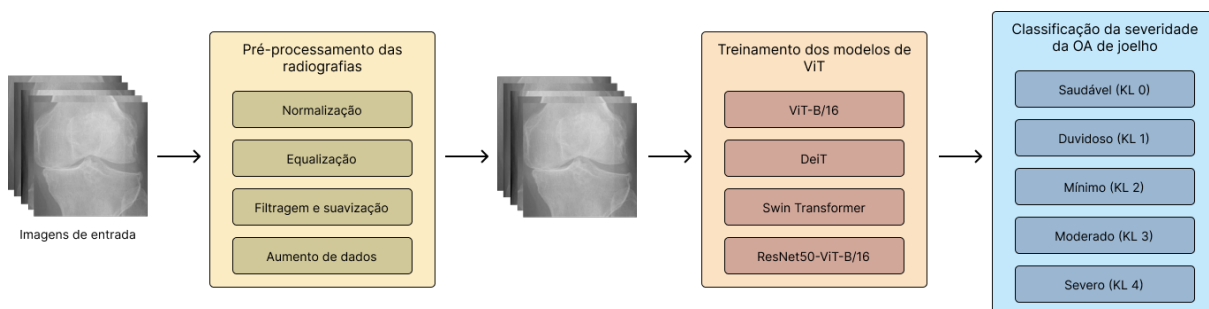 Imagens de entrada
Pré-processamento das
radiografias
Normalização
Equalização
Filtragem e suavização
Aumento de dados
Treinamento dos modelos de
ViT
ViT-B/16
DeiT
Swin Transformer
ResNet50-ViT-B/16
Classificação da severidade
da OA de joelho
Saudável (KL 0)
Duvidoso (KL 1)
Mínimo (KL 2)
Moderado (KL 3)
Severo (KL 4)